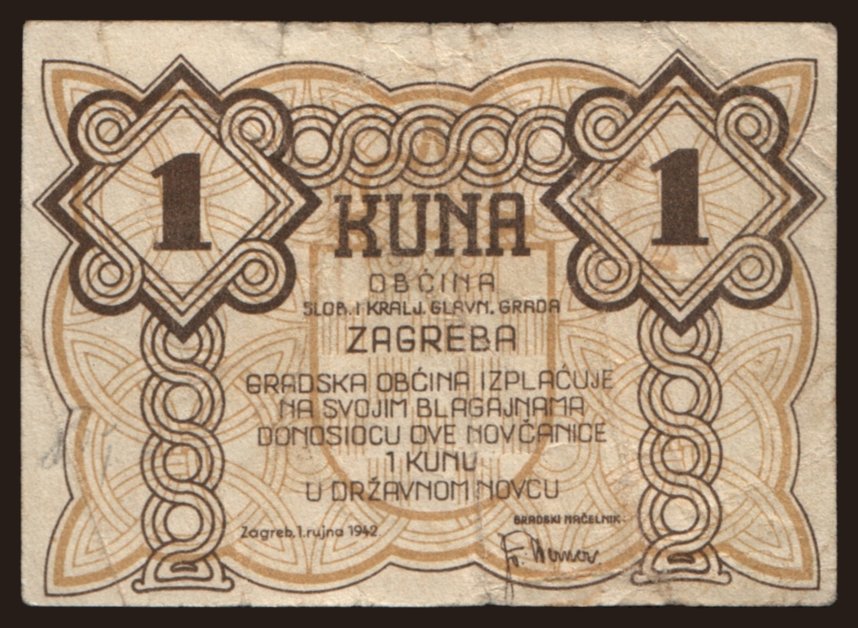 1 1
KUNA
OBĆINA
SLOB. I KRALJ. GLAVN. GRADA
ZAGREBA
GRADSKA OBĆINA IZPLAĆUJE
NA SVOJIM BLAGAJNAMA
DONOSIOCU OVE NOVČANICE
1 KUNU
U DRŽAVNOM NOVCU
Zagreb, 1. rujna 1942
GRADSKI NAČELNIK:
I. Werner